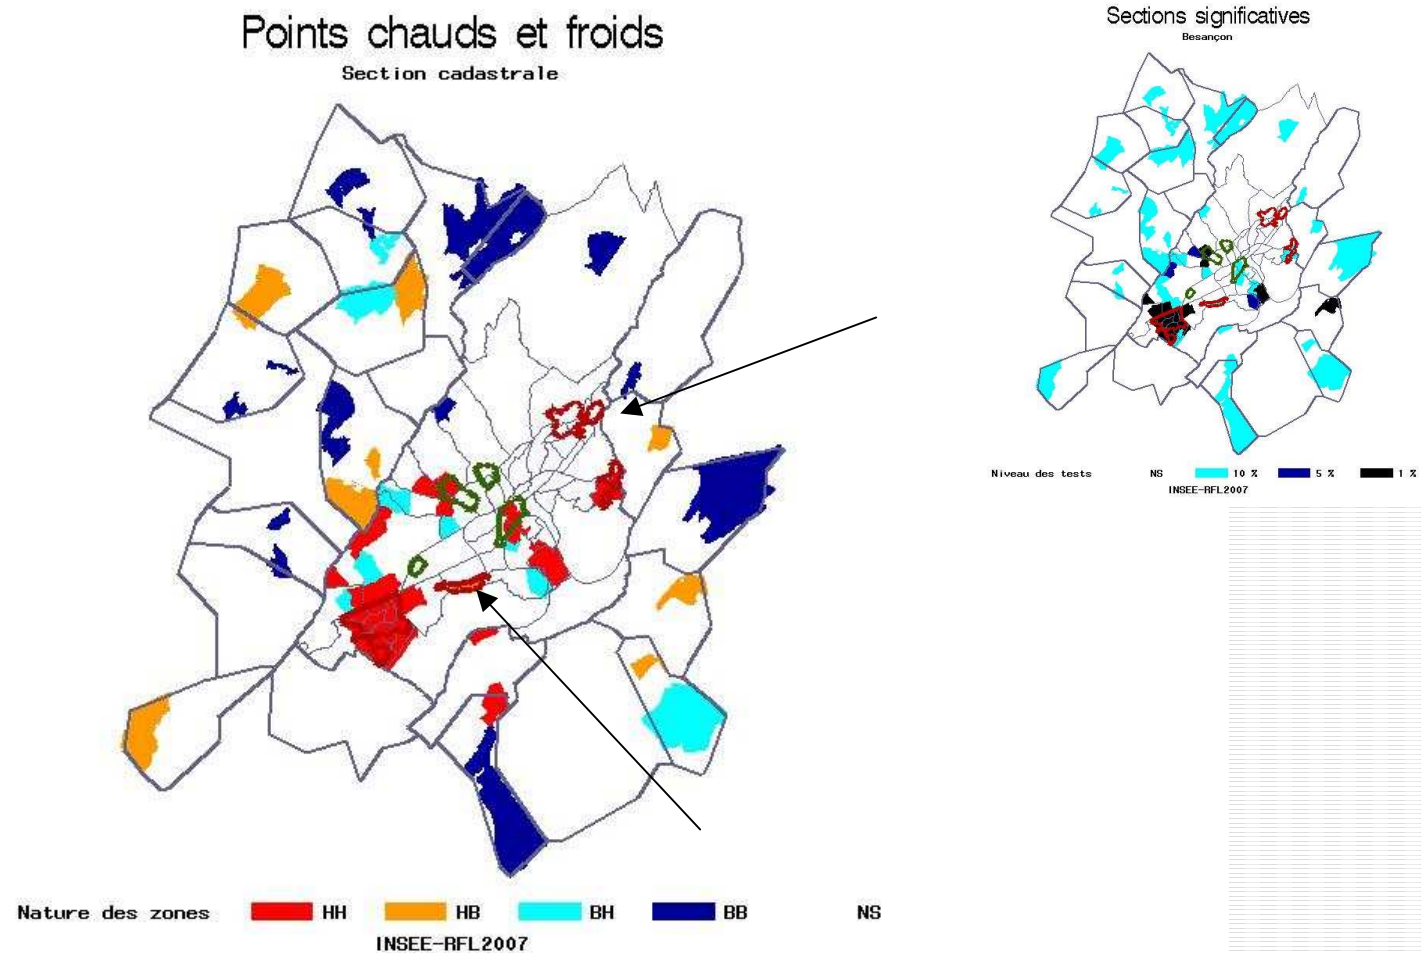 Points chauds et froids
Section cadastrale
Nature des zones HH HB BH BB NS
INSEE-RFL2007
Sections significatives
Besançon
Niveau des tests NS 10 % 5 % 1 %
INSEE-RFL2007